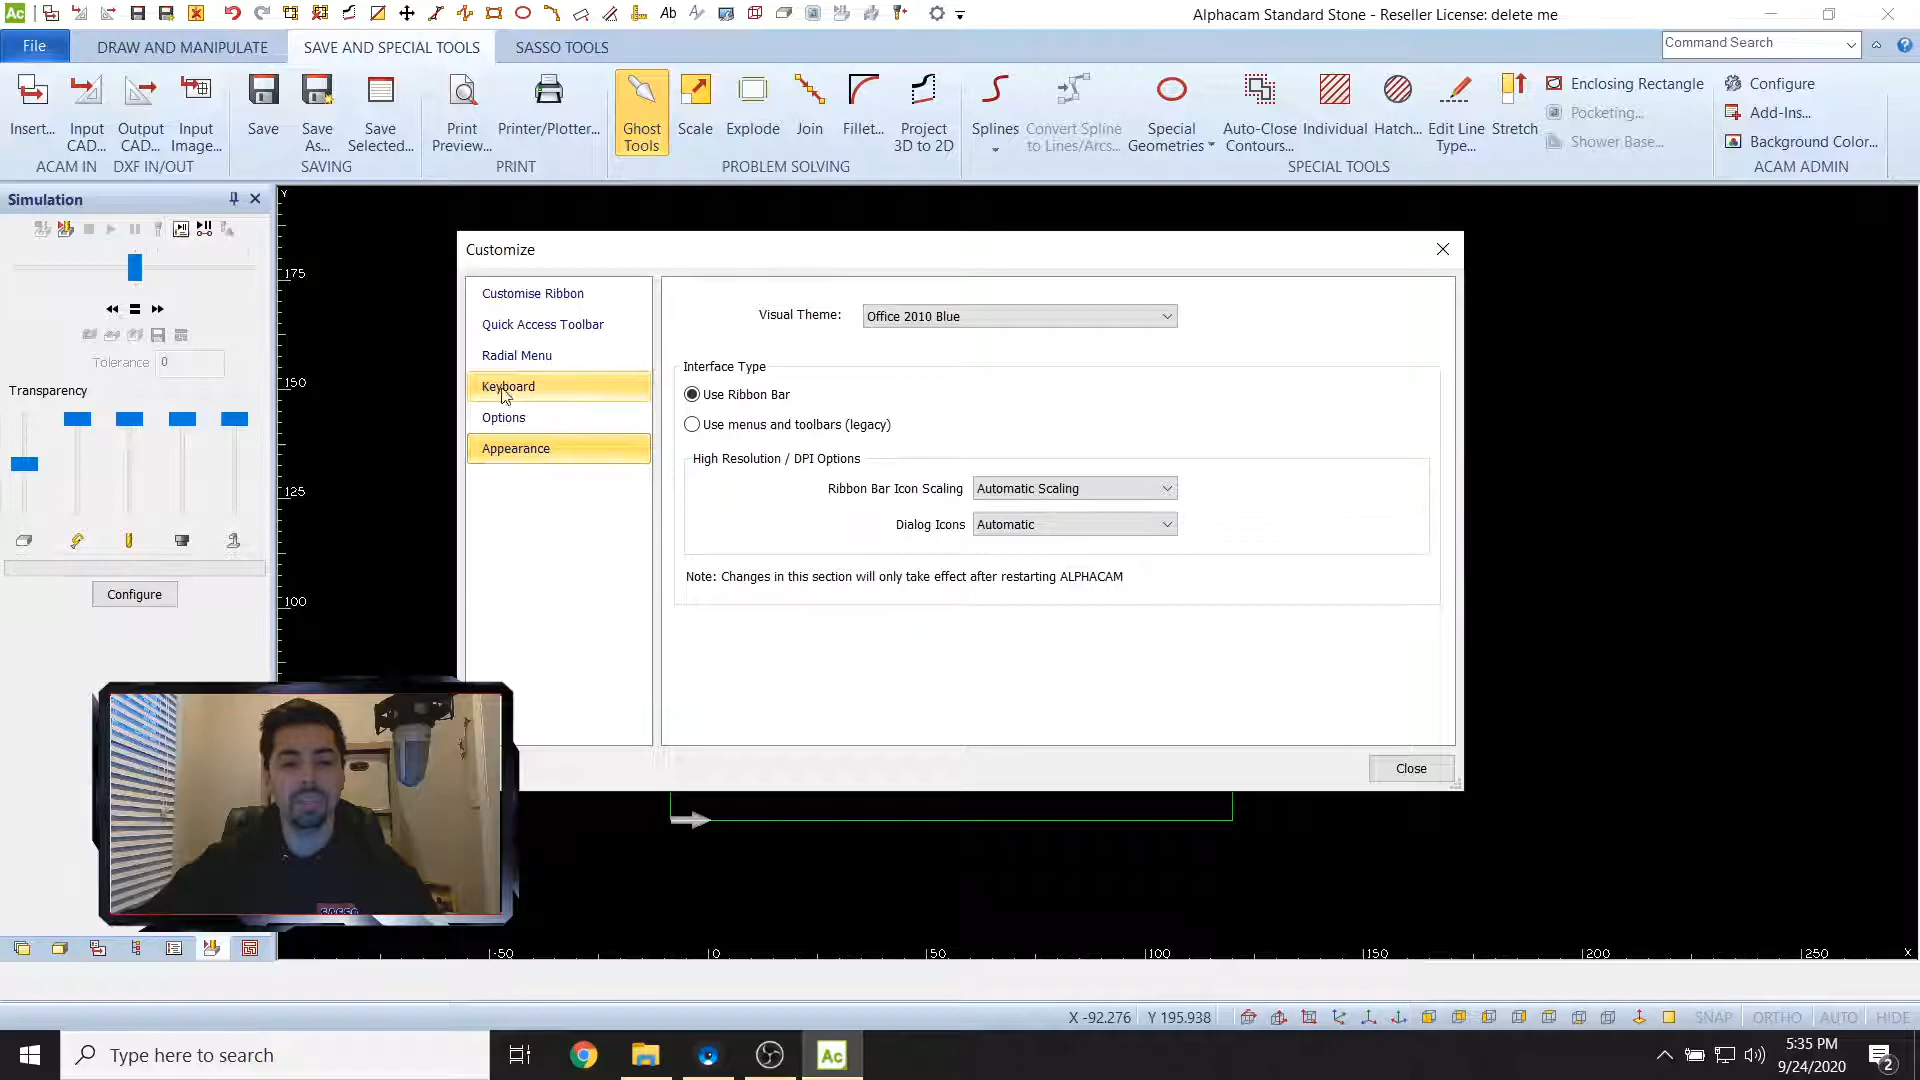 Ac
Ab
Alphacam Standard Stone - Reseller License: delete me
File
DRAW AND MANIPULATE
SAVE AND SPECIAL TOOLS
SASSO TOOLS
Command Search
Insert...
Input
CAD...
Output
CAD...
Input
Image...
Save
Save
As...
Save
Selected...
Print
Preview...
Printer/Plotter...
Ghost
Tools
Scale
Explode
Join
Fillet...
Project
3D to 2D
Splines
Convert Spline
to Lines/Arcs...
Special
Geometries
Auto-Close
Contours...
Individual
Hatch...
Edit Line
Type...
Stretch
Enclosing Rectangle
Pocketing...
Shower Base...
Configure
Add-Ins...
Background Color...
ACAM IN
DXF IN/OUT
SAVING
PRINT
PROBLEM SOLVING
SPECIAL TOOLS
ACAM ADMIN
Simulation
Tolerance 0
Transparency
Configure
Y
175
150
125
100
Customize
Customise Ribbon
Quick Access Toolbar
Radial Menu
Keyboard
Options
Appearance
Visual Theme: Office 2010 Blue
Interface Type
Use Ribbon Bar
Use menus and toolbars (legacy)
High Resolution / DPI Options
Ribbon Bar Icon Scaling Automatic Scaling
Dialog Icons Automatic
Note: Changes in this section will only take effect after restarting ALPHACAM
Close
-50 0 50 100 150 200 250 X
X -92.276 Y 195.938
SNAP ORTHO AUTO HIDE
Type here to search
Ac
5:35 PM
9/24/2020
2